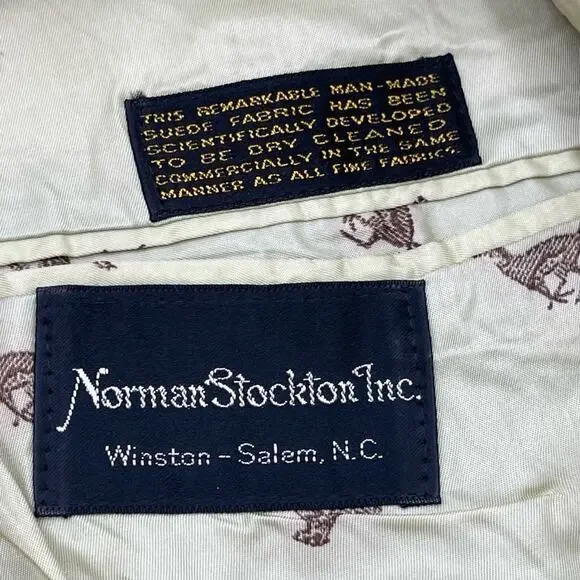 THIS REMARKABLE MAN-MADE
SUEDE FABRIC HAS BEEN
SCIENTIFICALLY DEVELOPED
TO BE DRY CLEANED
COMMERCIALLY IN THE SAME
MANNER AS ALL FINE FABRICS.
Norman Stockton Inc.
Winston - Salem, N.C.